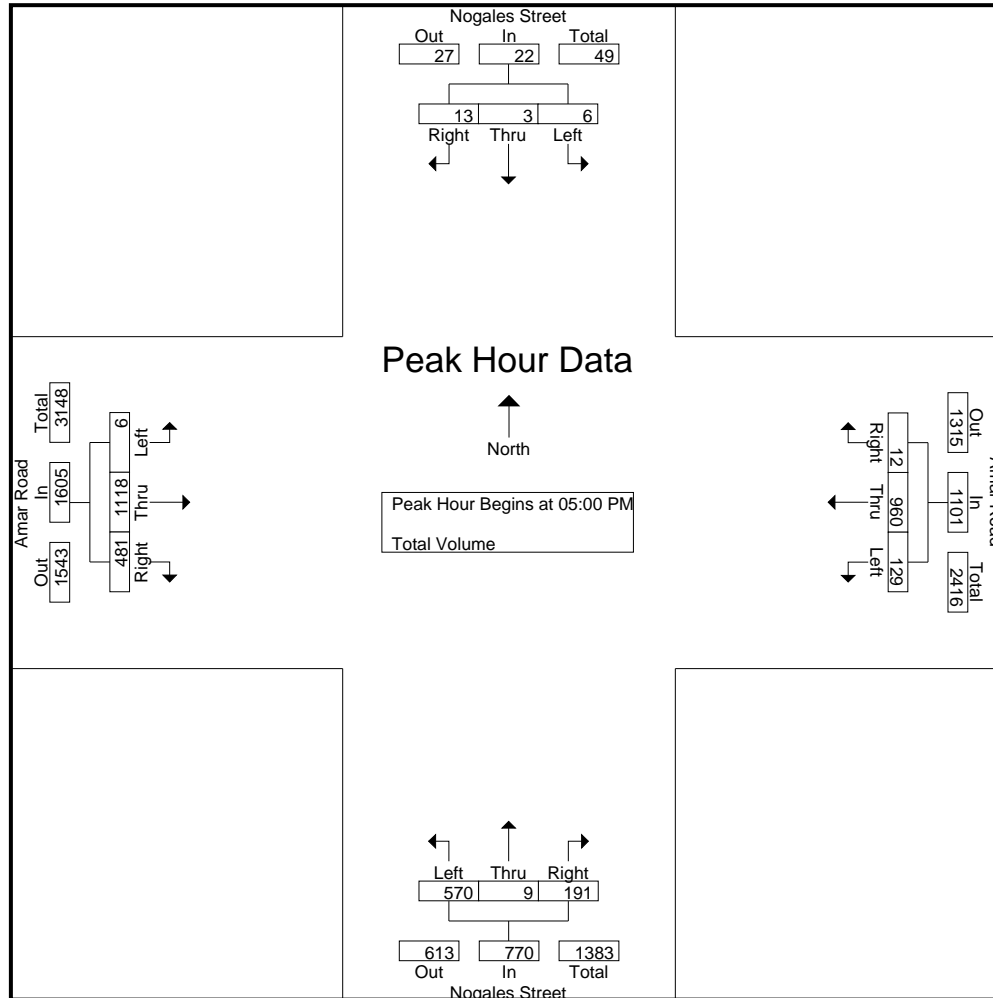 Nogales Street
Out In Total
27 22 49
13 3 6
Right Thru Left
Peak Hour Data
North
Peak Hour Begins at 05:00 PM
Total Volume
Amar Road
Total In Out
3148 1605 1543
6 1118 481
Left Thru Right
Right Thru Left
12 960 129
1315 1101 2416
Out In Total
Amar Road
Left Thru Right
570 9 191
613 770 1383
Out In Total
Nogales Street